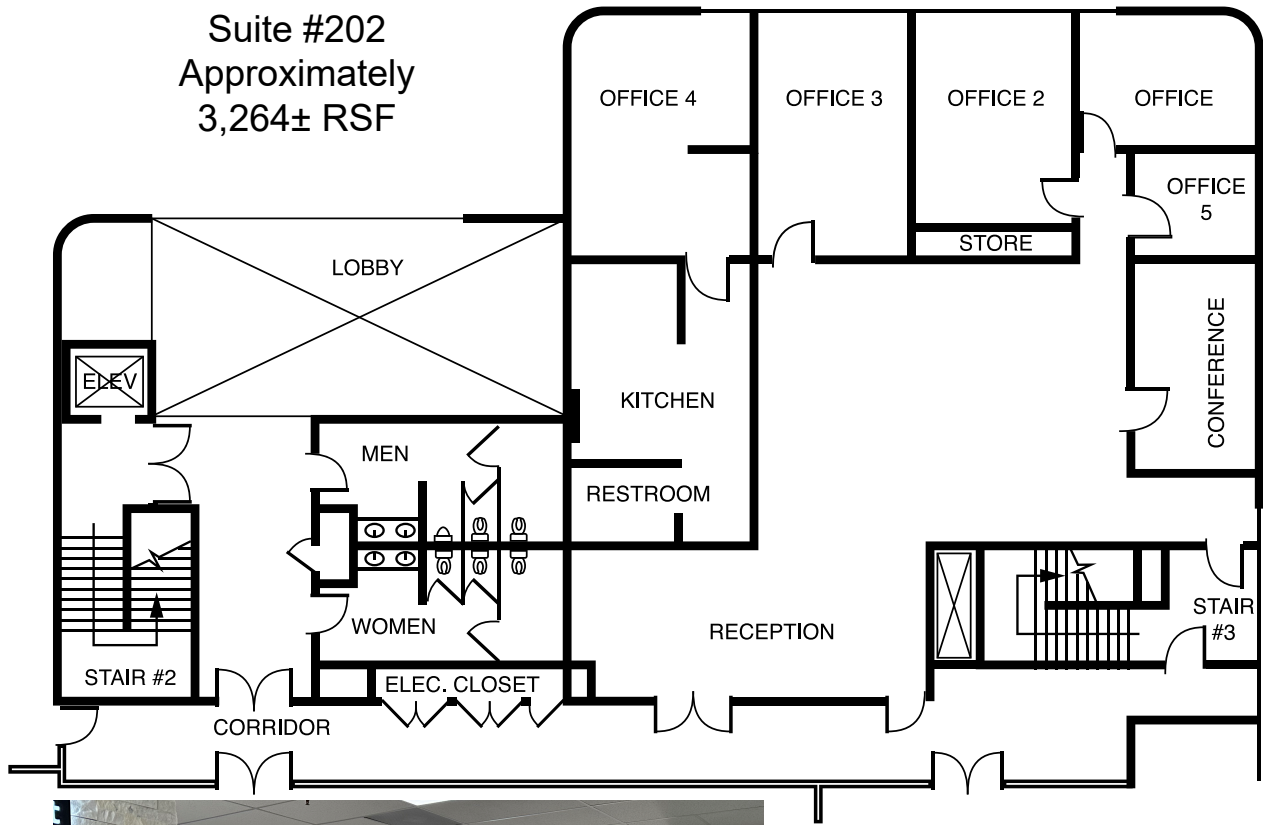 Suite #202
Approximately
3,264± RSF
OFFICE 4
OFFICE 3
OFFICE 2
OFFICE
OFFICE
5
STORE
LOBBY
ELEV
KITCHEN
CONFERENCE
MEN
RESTROOM
WOMEN
RECEPTION
STAIR
#3
STAIR #2
ELEC. CLOSET
CORRIDOR